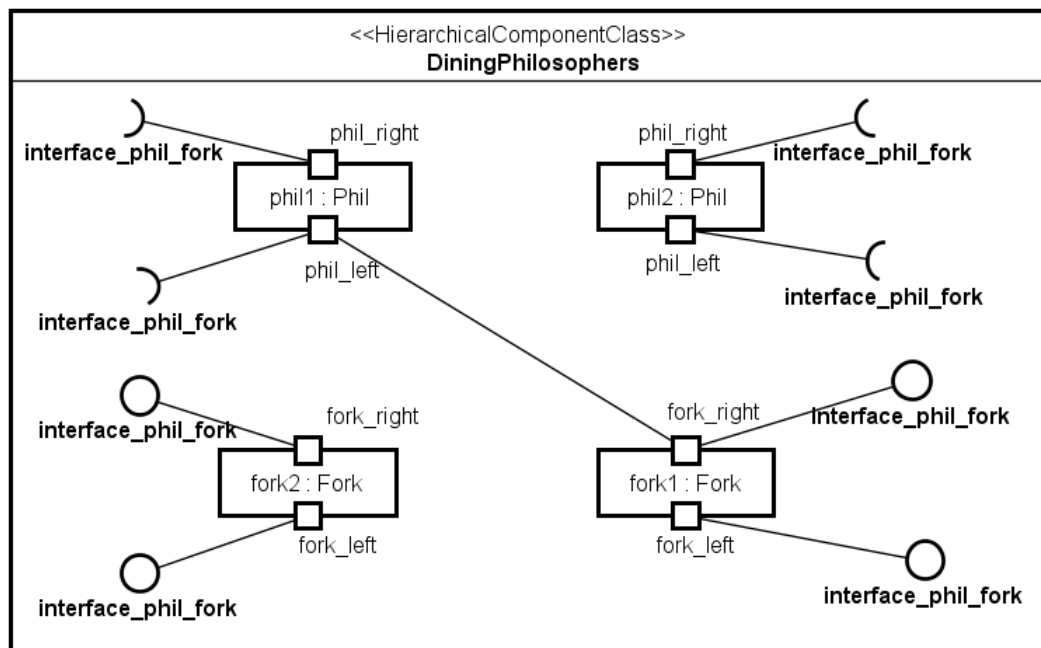 <<HierarchicalComponentClass>>
DiningPhilosophers
phil_right
phil_right
interface_phil_fork
interface_phil_fork
phil1 : Phil
phil2 : Phil
phil_left
phil_left
interface_phil_fork
interface_phil_fork
fork_right
fork_right
interface_phil_fork
interface_phil_fork
fork2 : Fork
fork1 : Fork
fork_left
fork_left
interface_phil_fork
interface_phil_fork